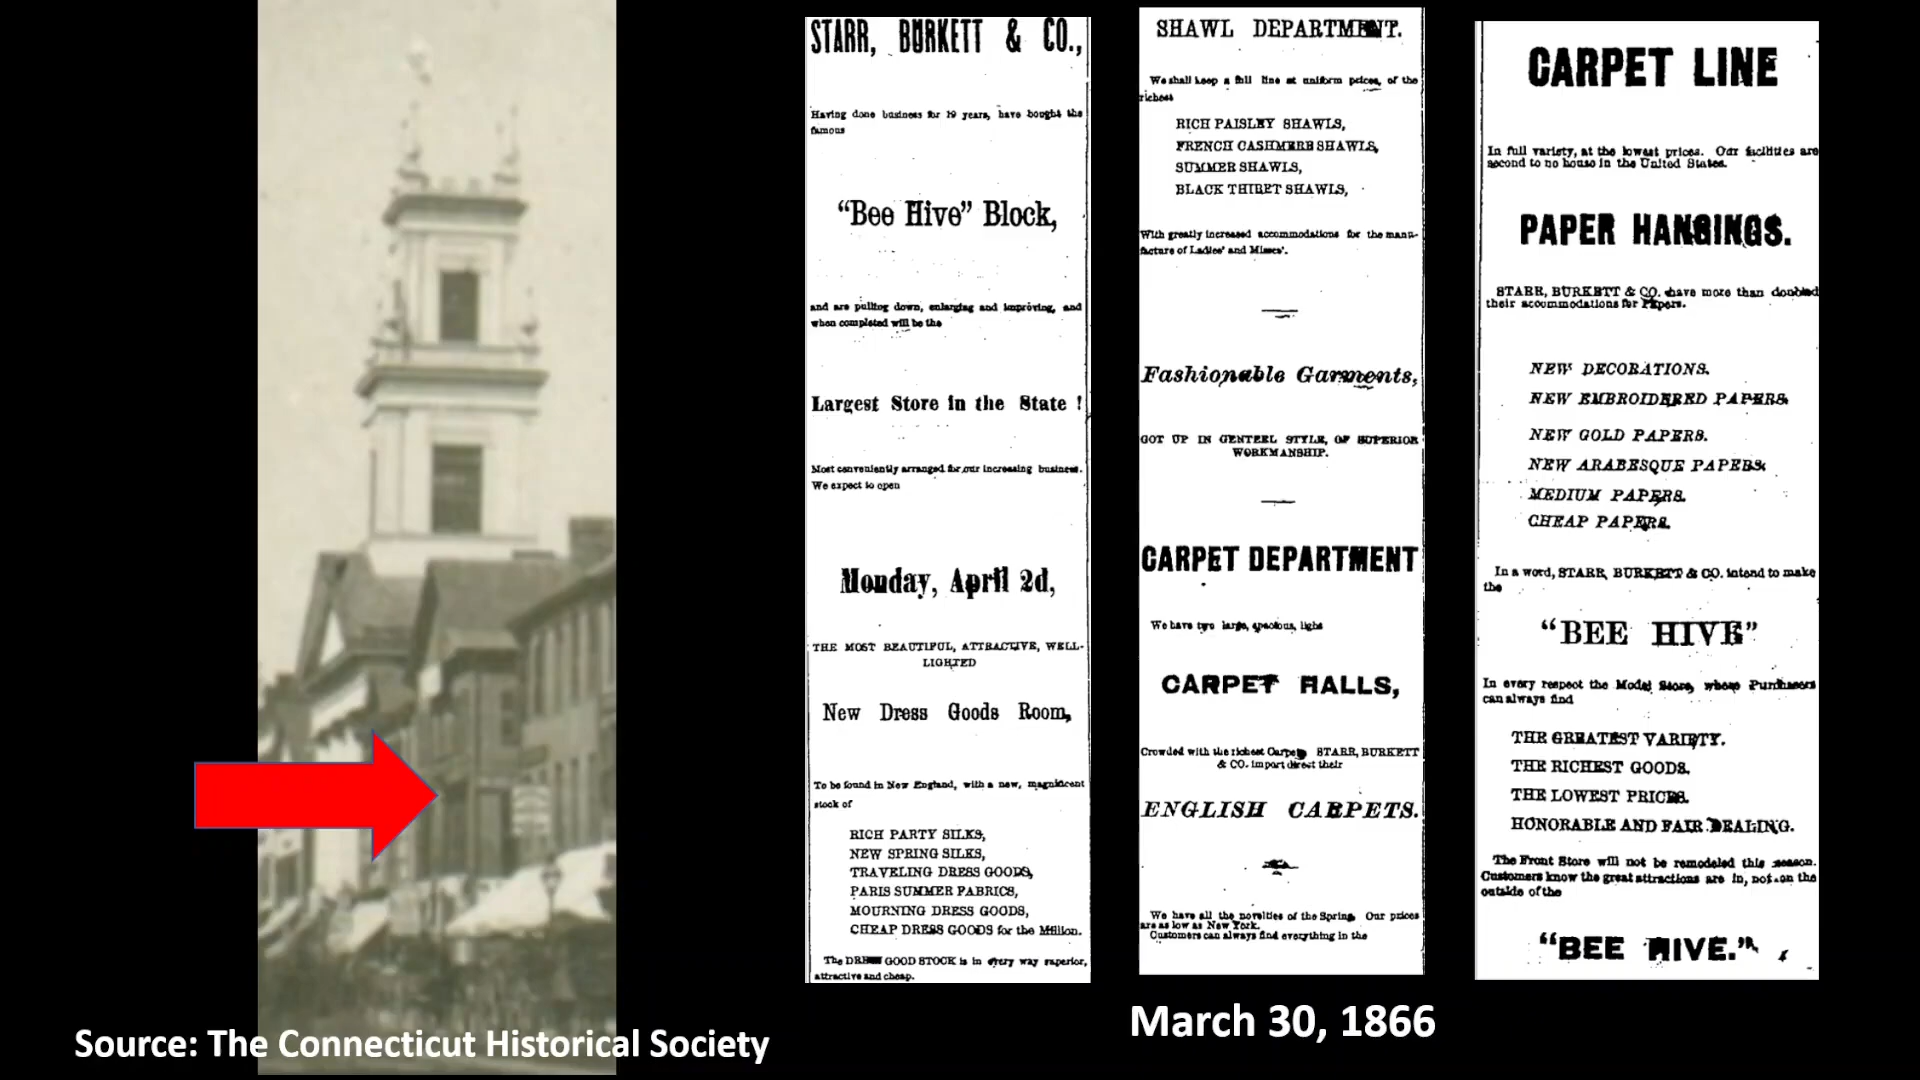 STARR, BURKETT & CO.,
Having done business for 19 years, have bought the
famous
“Bee Hive” Block,
and are pulling down, enlarging and improving, and
when completed will be the
Largest Store in the State !
Most conveniently arranged for our increasing business.
We expect to open
Monday, April 2d,
THE MOST BEAUTIFUL, ATTRACTIVE, WELL-
LIGHTED
New Dress Goods Room,
To be found in New England, with a new, magnificent
stock of
RICH PARTY SILKS,
NEW SPRING SILKS,
TRAVELING DRESS GOODS,
PARIS SUMMER FABRICS,
MOURNING DRESS GOODS,
CHEAP DRESS GOODS for the Million.
The DRESS GOOD STOCK is in every way superior,
attractive and cheap.
SHAWL DEPARTMENT.
We shall keep a full line at uniform prices, of the
richest
RICH PAISLEY SHAWLS,
FRENCH CASHMERE SHAWLS,
SUMMER SHAWLS,
BLACK THIBET SHAWLS,
With greatly increased accommodations for the manu-
facture of Ladies’ and Misses’.
Fashionable Garments,
GOT UP IN GENTEEL STYLE, OF SUPERIOR
WORKMANSHIP.
CARPET DEPARTMENT
We have two large, spacious, light
CARPET HALLS,
Crowded with the richest Carpets. STARR, BURKETT
& CO. import direct their
ENGLISH CARPETS.
We have all the novelties of the Spring. Our prices
are as low as New York.
Customers can always find everything in the
CARPET LINE
In full variety, at the lowest prices. Our facilities are
second to no house in the United States.
PAPER HANGINGS.
STARR, BURKETT & CO. have more than doubled
their accommodations for Papers.
NEW DECORATIONS.
NEW EMBROIDERED PAPERS.
NEW GOLD PAPERS.
NEW ARABESQUE PAPERS.
MEDIUM PAPERS.
CHEAP PAPERS.
In a word, STARR, BURKETT & CO. intend to make
the
“BEE HIVE”
In every respect the Model Store, where Purchasers
can always find
THE GREATEST VARIETY.
THE RICHEST GOODS.
THE LOWEST PRICES.
HONORABLE AND FAIR DEALING.
The Front Store will not be remodeled this season.
Customers know the great attractions are in, not on the
outside of the
“BEE HIVE.”
March 30, 1866
Source: The Connecticut Historical Society